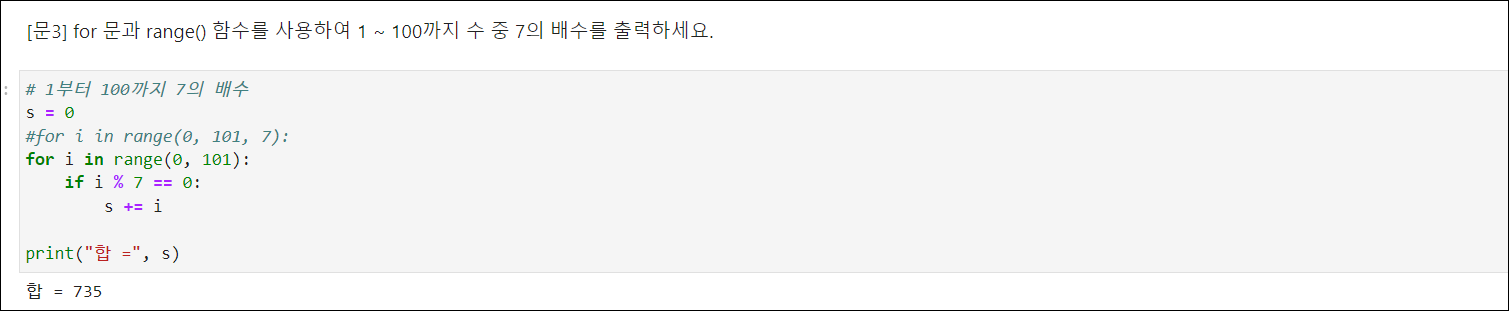 [문3] for 문과 range() 함수를 사용하여 1 ~ 100까지 수 중 7의 배수를 출력하세요.
:
# 1부터 100까지 7의 배수
s = 0
#for i in range(0, 101, 7):
for i in range(0, 101):
    if i % 7 == 0:
        s += i
print("합 =", s)
합 = 735